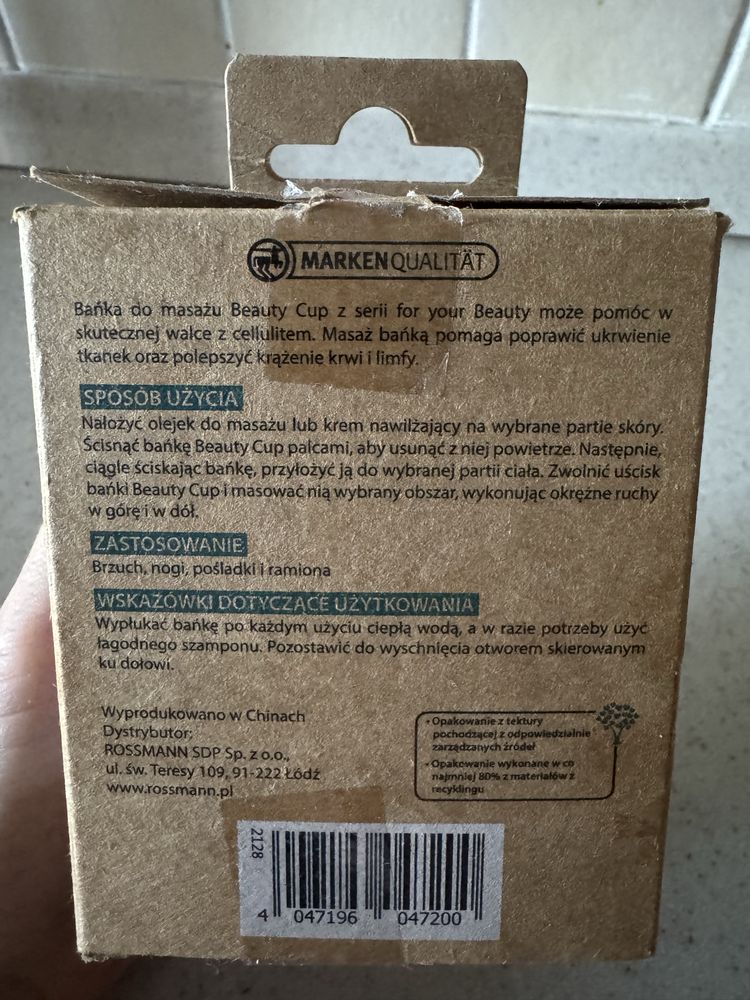 MARKENQUALITÄT
Bańka do masażu Beauty Cup z serii for your Beauty może pomóc w
skutecznej walce z cellulitem. Masaż bańką pomaga poprawić ukrwienie
tkanek oraz polepszyć krążenie krwi i limfy.
SPOSÓB UŻYCIA
Nałożyć olejek do masażu lub krem nawilżający na wybrane partie skóry.
Ścisnąć bańkę Beauty Cup palcami, aby usunąć z niej powietrze. Następnie,
ciągle ściskając bańkę, przyłożyć ją do wybranej partii ciała. Zwolnić uścisk
bańki Beauty Cup i masować nią wybrany obszar, wykonując okrężne ruchy
w górę i w dół.
ZASTOSOWANIE
Brzuch, nogi, pośladki i ramiona
WSKAZÓWKI DOTYCZĄCE UŻYTKOWANIA
Wypłukać bańkę po każdym użyciu ciepłą wodą, a w razie potrzeby użyć
łagodnego szamponu. Pozostawić do wyschnięcia otworem skierowanym
ku dołowi.
Wyprodukowano w Chinach
Dystrybutor:
ROSSMANN SDP Sp. z o.o.,
ul. św. Teresy 109, 91-222 Łódź
www.rossmann.pl
• Opakowanie z tektury
pochodzącej z odpowiedzialnie
zarządzanych źródeł
• Opakowanie wykonane w co
najmniej 80% z materiałów z
recyklingu
2128
4 047196 047200